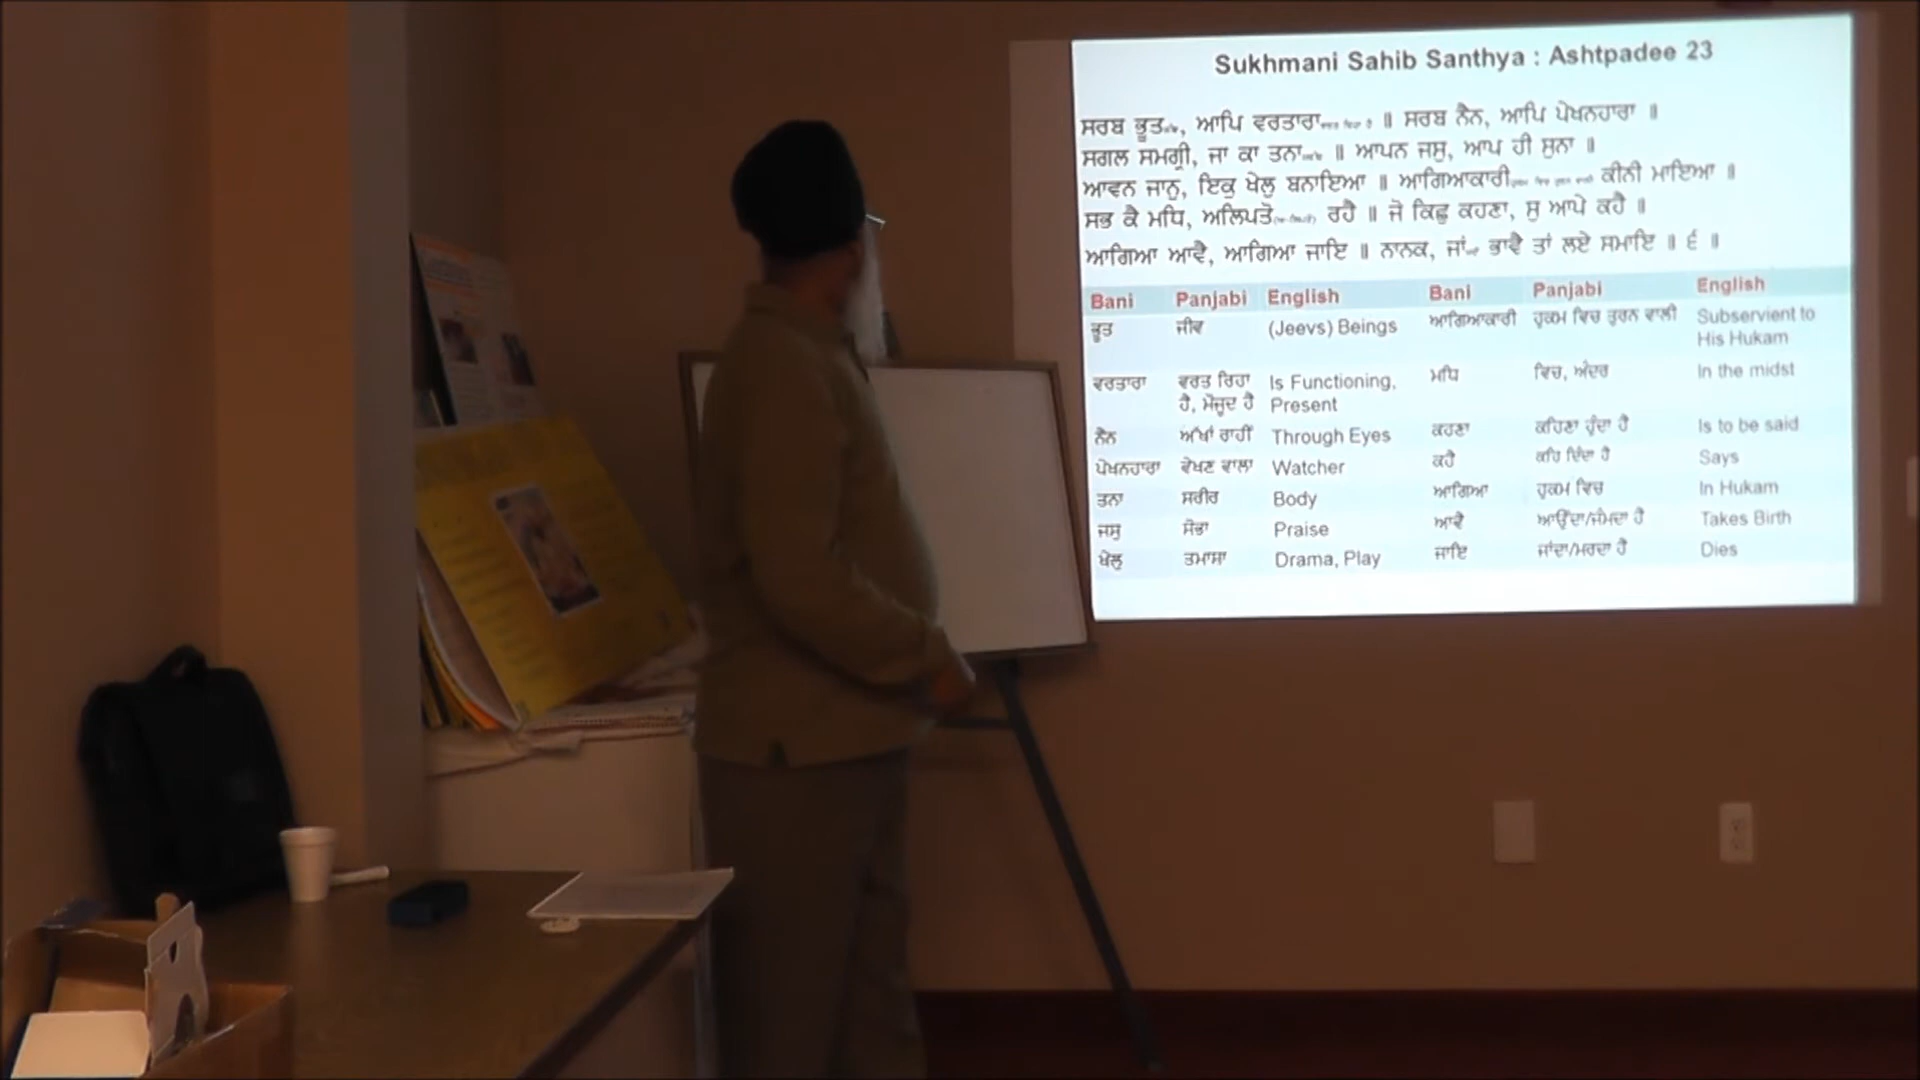 Sukhmani Sahib Santhya : Ashtpadee 23
ਸਰਬ ਭੂਤ, ਆਪਿ ਵਰਤਾਰਾ ॥ ਸਰਬ ਨੈਨ, ਆਪਿ ਪੇਖਨਹਾਰਾ ॥
ਸਗਲ ਸਮਗ੍ਰੀ, ਜਾ ਕਾ ਤਨਾ ॥ ਆਪਨ ਜਸੁ, ਆਪ ਹੀ ਸੁਨਾ ॥
ਆਵਨ ਜਾਨੁ, ਇਕੁ ਖੇਲੁ ਬਨਾਇਆ ॥ ਆਗਿਆਕਾਰੀ ਕੀਨੀ ਮਾਇਆ ॥
ਸਭ ਕੈ ਮਧਿ, ਅਲਿਪਤੋ ਰਹੈ ॥ ਜੋ ਕਿਛੁ ਕਹਣਾ, ਸੁ ਆਪੇ ਕਹੈ ॥
ਆਗਿਆ ਆਵੈ, ਆਗਿਆ ਜਾਇ ॥ ਨਾਨਕ, ਜਾਂ ਭਾਵੈ ਤਾਂ ਲਏ ਸਮਾਇ ॥ ੬ ॥
Bani Panjabi English Bani Panjabi English
ਭੂਤ ਜੀਵ (Jeevs) Beings ਆਗਿਆਕਾਰੀ ਹੁਕਮ ਵਿਚ ਤੁਰਨ ਵਾਲੀ Subservient to
His Hukam
ਵਰਤਾਰਾ ਵਰਤ ਰਿਹਾ Is Functioning, ਮਧਿ ਵਿਚ, ਅੰਦਰ In the midst
ਹੈ, ਮੌਜੂਦ ਹੈ Present
ਨੈਨ ਅੱਖਾਂ ਰਾਹੀਂ Through Eyes ਕਹਣਾ ਕਹਿਣਾ ਹੁੰਦਾ ਹੈ Is to be said
ਪੇਖਨਹਾਰਾ ਵੇਖਣ ਵਾਲਾ Watcher ਕਹੈ ਕਹਿ ਦਿੰਦਾ ਹੈ Says
ਤਨਾ ਸਰੀਰ Body ਆਗਿਆ ਹੁਕਮ ਵਿਚ In Hukam
ਜਸੁ ਸੋਭਾ Praise ਆਵੈ ਆਉਂਦਾ/ਜੰਮਦਾ ਹੈ Takes Birth
ਖੇਲੁ ਤਮਾਸਾ Drama, Play ਜਾਇ ਜਾਂਦਾ/ਮਰਦਾ ਹੈ Dies